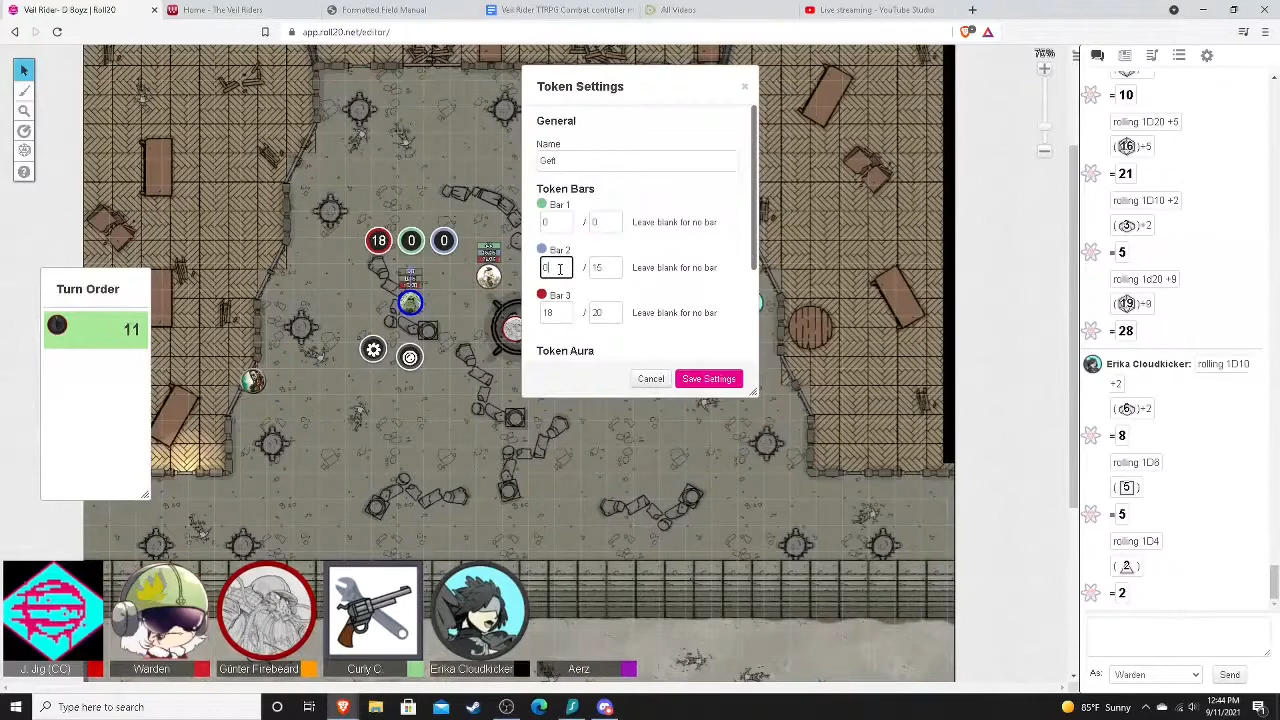 Veil Riders - D Boyz | Roll20
Home - The Veil Riders
Formatted Field Manual
Veil Rider TTRPG Combat controller m
All Videos
Live streaming - YouTube Studio
app.roll20.net/editor/
Turn Order
11
18
0
0
Token Settings
General
Name
Geft
Token Bars
Bar 1
0 / 0 Leave blank for no bar
Bar 2
0 / 15 Leave blank for no bar
Bar 3
18 / 20 Leave blank for no bar
Token Aura
Cancel
Save Settings
= 10
rolling 1D20 +5
(16)+5
= 21
rolling 1D10 +2
(3)+2
= 5
rolling 1d20 +9
(19)+9
= 28
Erika Cloudkicker: rolling 1D10
+2
(6)+2
= 8
rolling 1D8
5
= 5
rolling 1D4
2
= 2
As: Warden
Send
J. Jig (CC)
Warden
Günter Firebeard
Curly C.
Erika Cloudkicker
Aerz
Type here to search
85°F Sunny
12:44 PM
9/11/2021